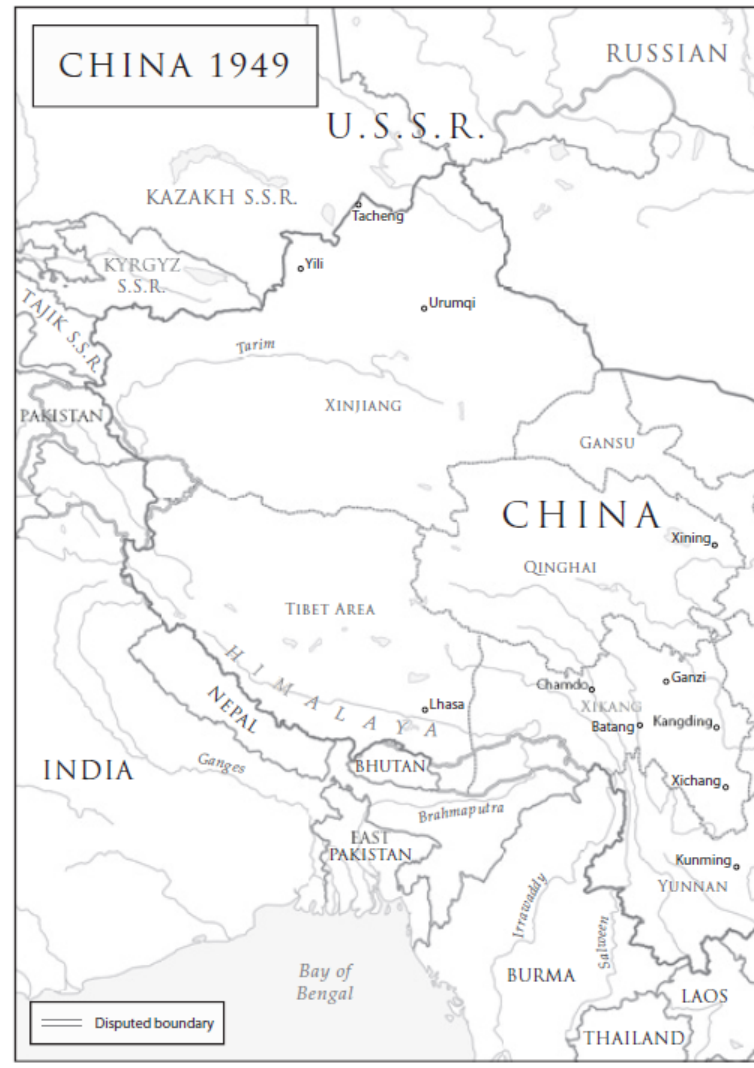 CHINA 1949
RUSSIAN
U.S.S.R.
KAZAKH S.S.R.
Tacheng
KYRGYZ
S.S.R.
Yili
TAJIK S.S.R.
Urumqi
Tarim
XINJIANG
PAKISTAN
GANSU
CHINA
Xining
QINGHAI
TIBET AREA
HIMALAYA
Ganzi
Chamdo
XIKANG
Lhasa
NEPAL
Batang
Kangding
INDIA
Ganges
BHUTAN
Xichang
Brahmaputra
EAST
PAKISTAN
Kunming
YUNNAN
Irrawaddy
Salween
Bay of
Bengal
BURMA
LAOS
Disputed boundary
THAILAND